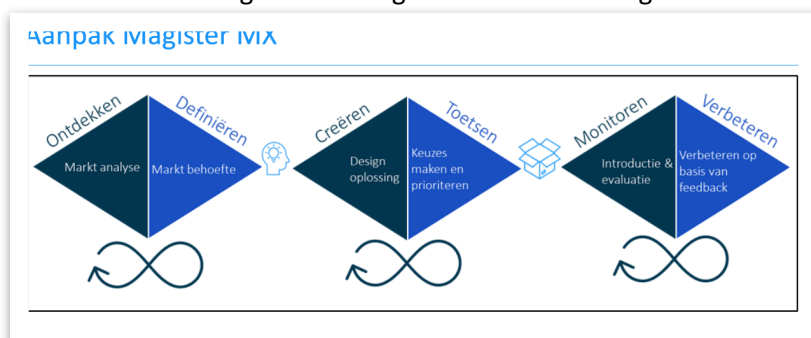 Aanpak Magister MX
Ontdekken
Definiëren
Markt analyse
Markt behoefte
Creëren
Toetsen
Design
oplossing
Keuzes
maken en
prioriteren
Monitoren
Verbeteren
Introductie &
evaluatie
Verbeteren op
basis van
feedback